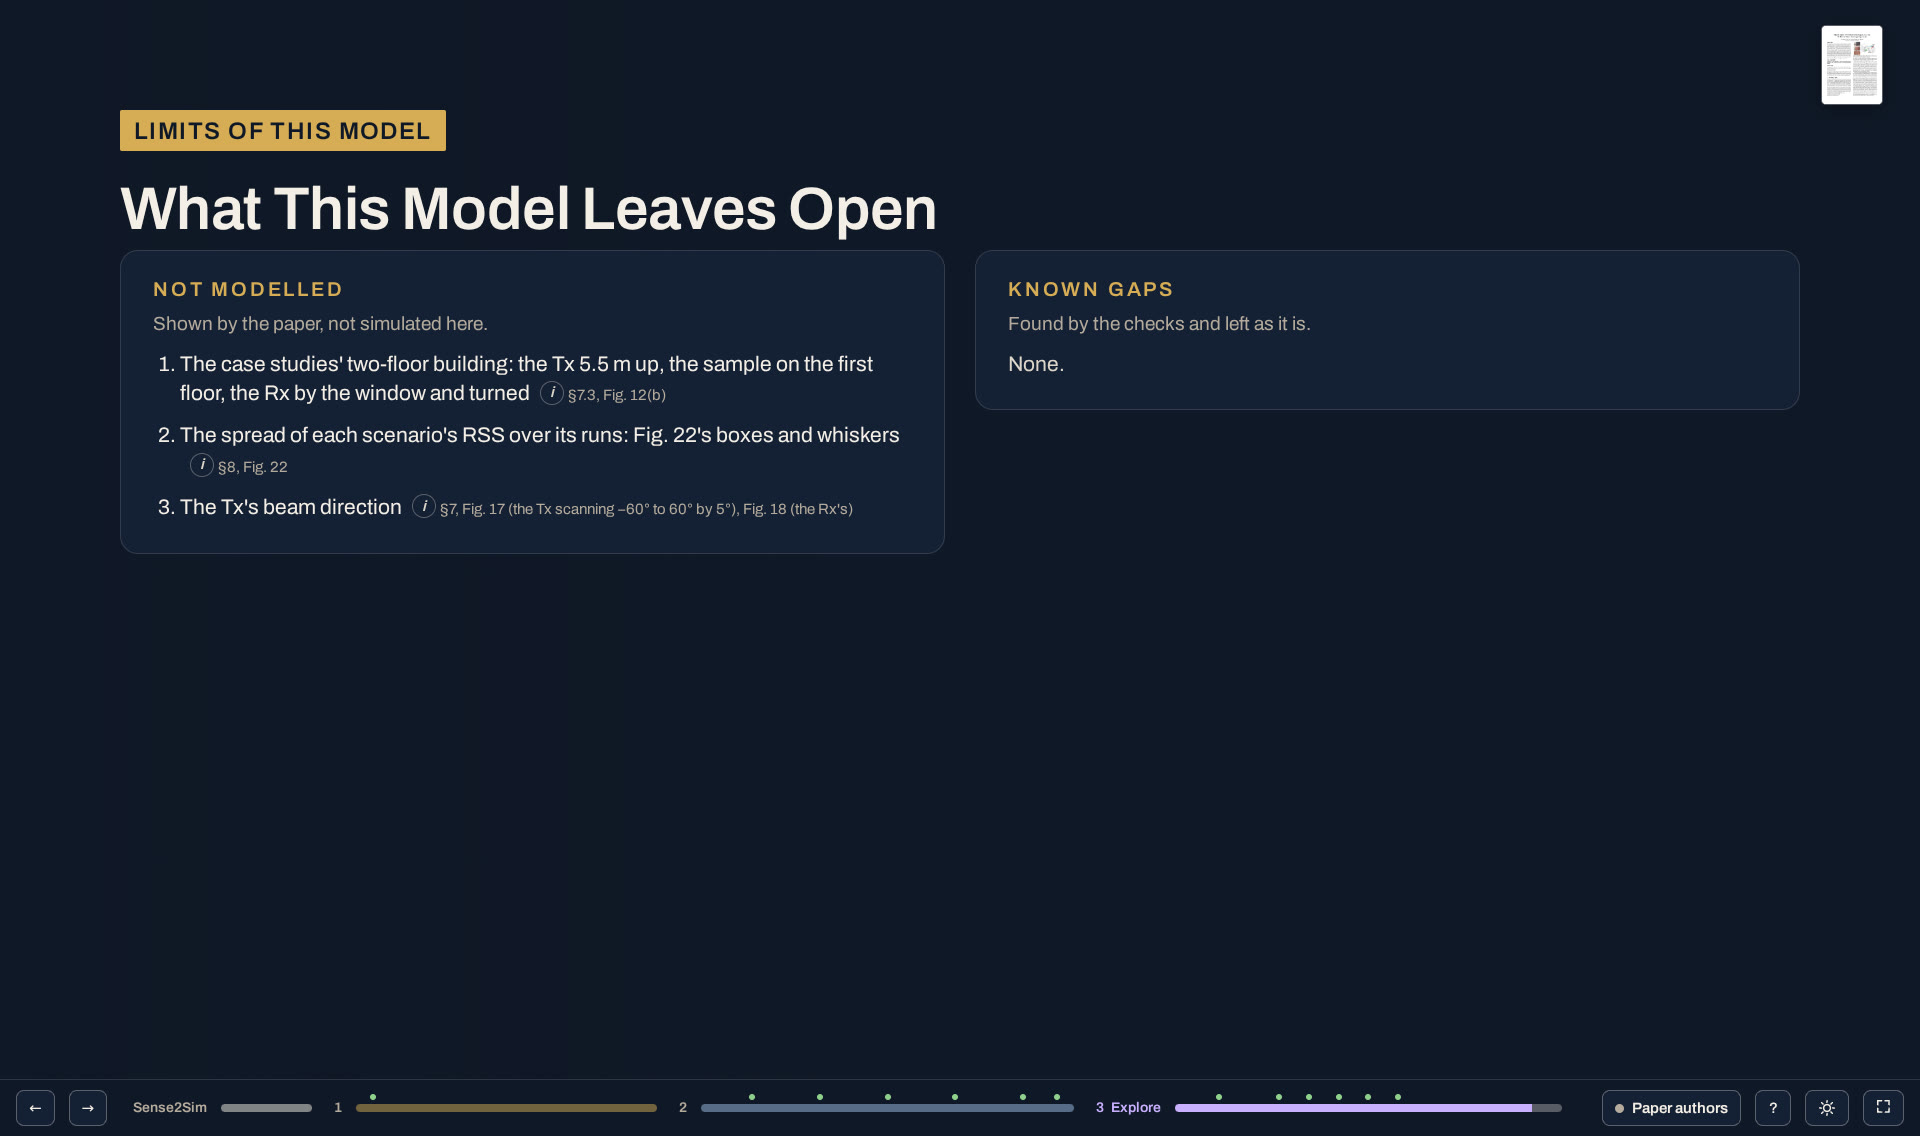 LIMITS OF THIS MODEL
What This Model Leaves Open
NOT MODELLED
Shown by the paper, not simulated here.
1. The case studies' two-floor building: the Tx 5.5 m up, the sample on the first
floor, the Rx by the window and turned i §7.3, Fig. 12(b)
2. The spread of each scenario's RSS over its runs: Fig. 22's boxes and whiskers
i §8, Fig. 22
3. The Tx's beam direction i §7, Fig. 17 (the Tx scanning −60° to 60° by 5°), Fig. 18 (the Rx's)
KNOWN GAPS
Found by the checks and left as it is.
None.
← → Sense2Sim 1 2 3 Explore Paper authors ?